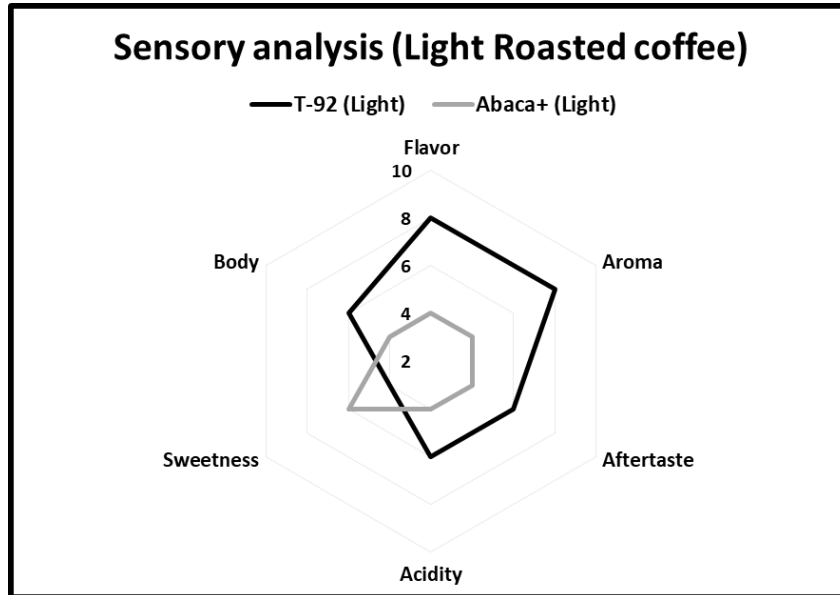 Sensory analysis (Light Roasted coffee)
T-92 (Light) Abaca+ (Light)
Flavor
10
8
Body Aroma
6
4
2
Sweetness Aftertaste
Acidity